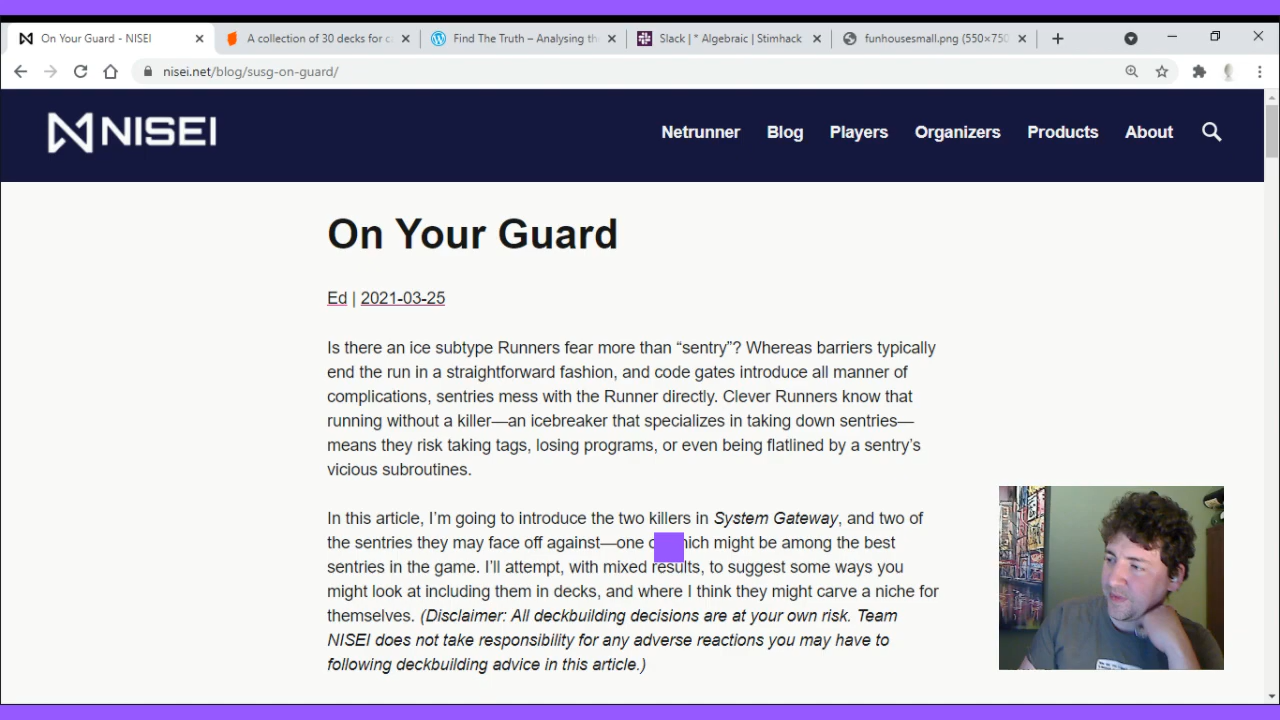 On Your Guard - NISEI
A collection of 30 decks for c
Find The Truth – Analysing th
Slack | * Algebraic | Stimhack
funhousesmall.png (550×750
nisei.net/blog/susg-on-guard/
NISEI
Netrunner Blog Players Organizers Products About
On Your Guard
Ed | 2021-03-25
Is there an ice subtype Runners fear more than “sentry”? Whereas barriers typically
end the run in a straightforward fashion, and code gates introduce all manner of
complications, sentries mess with the Runner directly. Clever Runners know that
running without a killer—an icebreaker that specializes in taking down sentries—
means they risk taking tags, losing programs, or even being flatlined by a sentry’s
vicious subroutines.
In this article, I’m going to introduce the two killers in System Gateway, and two of
the sentries they may face off against—one hich might be among the best
sentries in the game. I’ll attempt, with mixed results, to suggest some ways you
might look at including them in decks, and where I think they might carve a niche for
themselves. (Disclaimer: All deckbuilding decisions are at your own risk. Team
NISEI does not take responsibility for any adverse reactions you may have to
following deckbuilding advice in this article.)